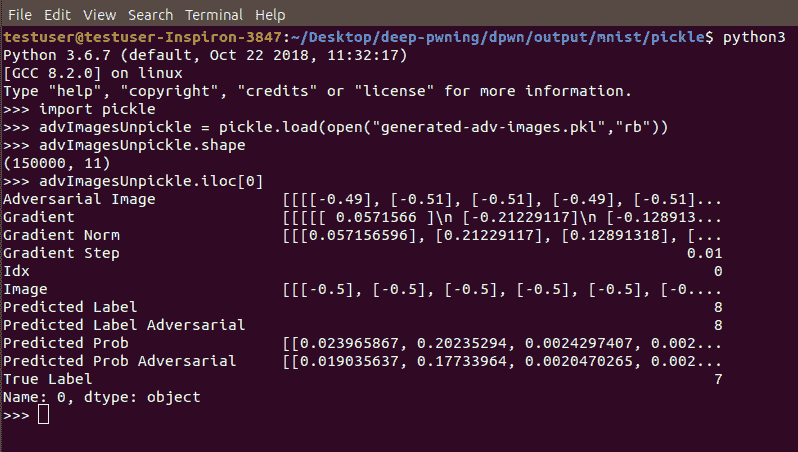 File Edit View Search Terminal Help
testuser@testuser-Inspiron-3847:~/Desktop/deep-pwning/dpwn/output/mnist/pickle$ python3
Python 3.6.7 (default, Oct 22 2018, 11:32:17)
[GCC 8.2.0] on linux
Type "help", "copyright", "credits" or "license" for more information.
>>> import pickle
>>> advImagesUnpickle = pickle.load(open("generated-adv-images.pkl","rb"))
>>> advImagesUnpickle.shape
(150000, 11)
>>> advImagesUnpickle.iloc[0]
Adversarial Image [[[[-0.49], [-0.51], [-0.51], [-0.49], [-0.51]...
Gradient [[[[[ 0.0571566 ]\n [-0.21229117]\n [-0.128913...
Gradient Norm [[[0.057156596], [0.21229117], [0.12891318], [...
Gradient Step 0.01
Idx 0
Image [[[-0.5], [-0.5], [-0.5], [-0.5], [-0.5], [-0....
Predicted Label 8
Predicted Label Adversarial 8
Predicted Prob [[0.023965867, 0.20235294, 0.0024297407, 0.002...
Predicted Prob Adversarial [[0.019035637, 0.17733964, 0.0020470265, 0.002...
True Label 7
Name: 0, dtype: object
>>>